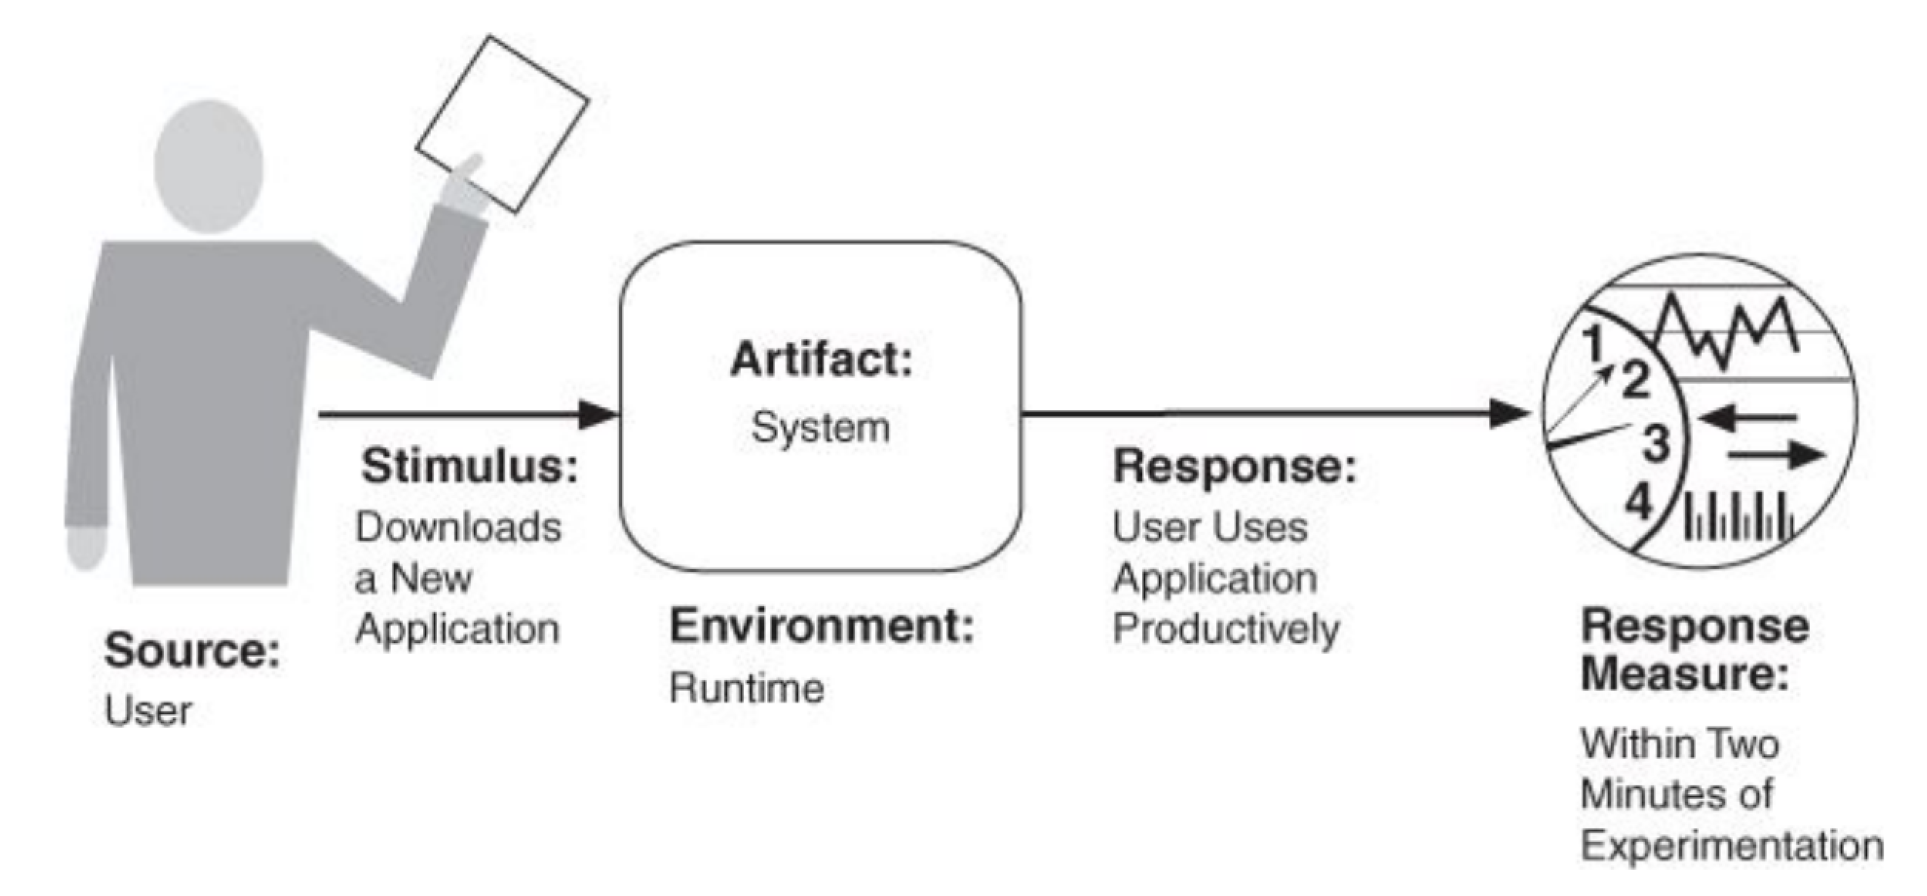 Source:
User
Stimulus:
Downloads
a New
Application
Artifact:
System
Environment:
Runtime
Response:
User Uses
Application
Productively
1
2
3
4
Response
Measure:
Within Two
Minutes of
Experimentation